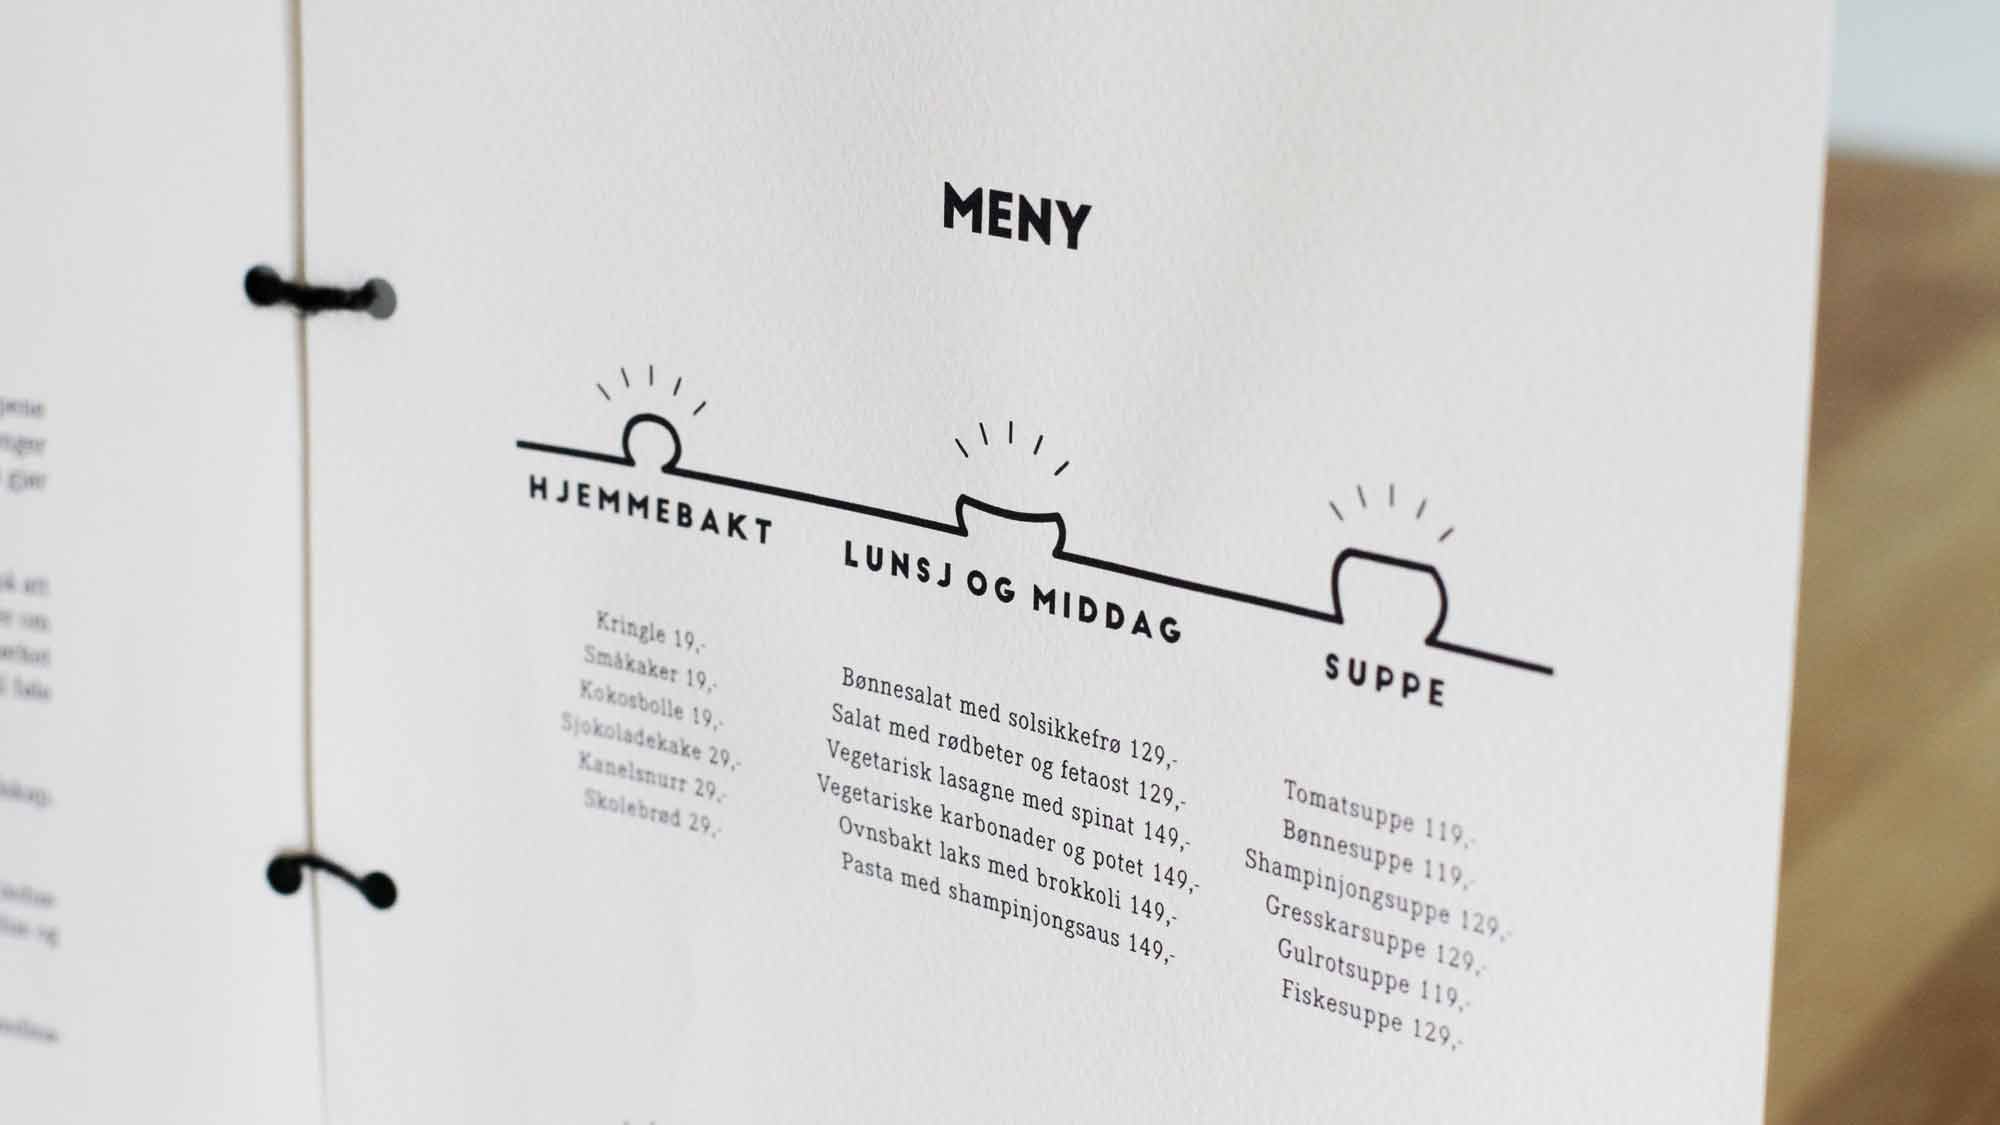 og
MENY
HJEMMEBAKT
Kringle 19,-
Småkaker 19,-
Kokosbolle 19,-
Sjokoladekake 29,-
Kanelsnurr 29,-
Skolebrød 29,-
LUNSJ OG MIDDAG
Bønnesalat med solsikkefrø 129,-
Salat med rødbeter og fetaost 129,-
Vegetarisk lasagne med spinat 149,-
Vegetariske karbonader og potet 149,-
Ovnsbakt laks med brokkoli 149,-
Pasta med shampinjongsaus 149,-
SUPPE
Tomatsuppe 119,-
Bønnesuppe 119,-
Shampinjongsuppe 129,-
Gresskarsuppe 129,-
Gulrotsuppe 119,-
Fiskesuppe 129,-